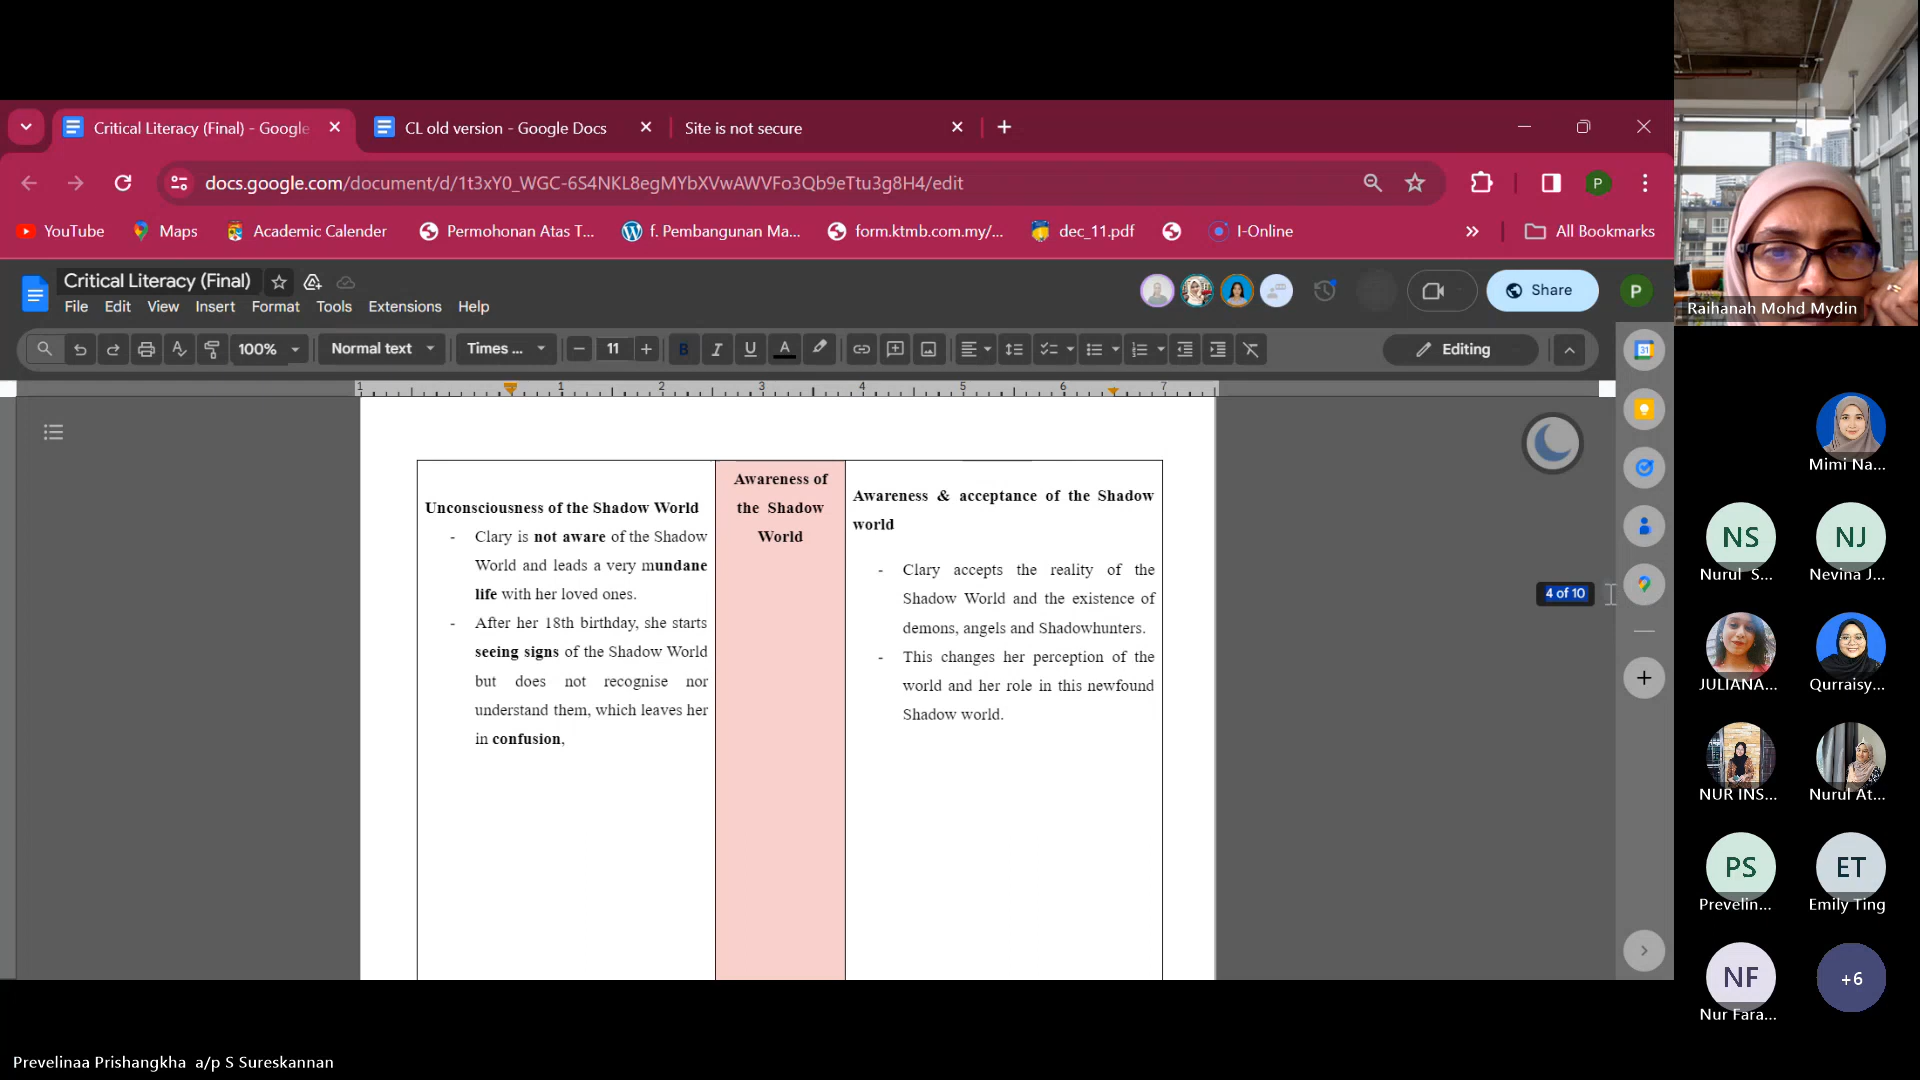 Critical Literacy (Final) - Google
CL old version - Google Docs
Site is not secure
docs.google.com/document/d/1t3xY0_WGC-6S4NKL8egMYbXVwAWVFo3Qb9eTtu3g8H4/edit
P
YouTube
Maps
Academic Calender
Permohonan Atas T...
f. Pembangunan Ma...
form.ktmb.com.my/...
dec_11.pdf
I-Online
All Bookmarks
Critical Literacy (Final)
Share
P
File Edit View Insert Format Tools Extensions Help
100% Normal text Times ... 11 B I U A Editing
1 1 2 3 4 5 6 7
31
Unconsciousness of the Shadow World
- Clary is not aware of the Shadow
World and leads a very mundane
life with her loved ones.
- After her 18th birthday, she starts
seeing signs of the Shadow World
but does not recognise nor
understand them, which leaves her
in confusion,
Awareness of
the Shadow
World
Awareness & acceptance of the Shadow
world
- Clary accepts the reality of the
Shadow World and the existence of
demons, angels and Shadowhunters.
- This changes her perception of the
world and her role in this newfound
Shadow world.
4 of 10
Raihanah Mohd Mydin
Mimi Na...
NS
Nurul S...
NJ
Nevina J...
JULIANA...
Qurraisy...
NUR INS...
Nurul At...
PS
Prevelin...
ET
Emily Ting
NF
Nur Fara...
+6
Prevelinaa Prishangkha a/p S Sureskannan